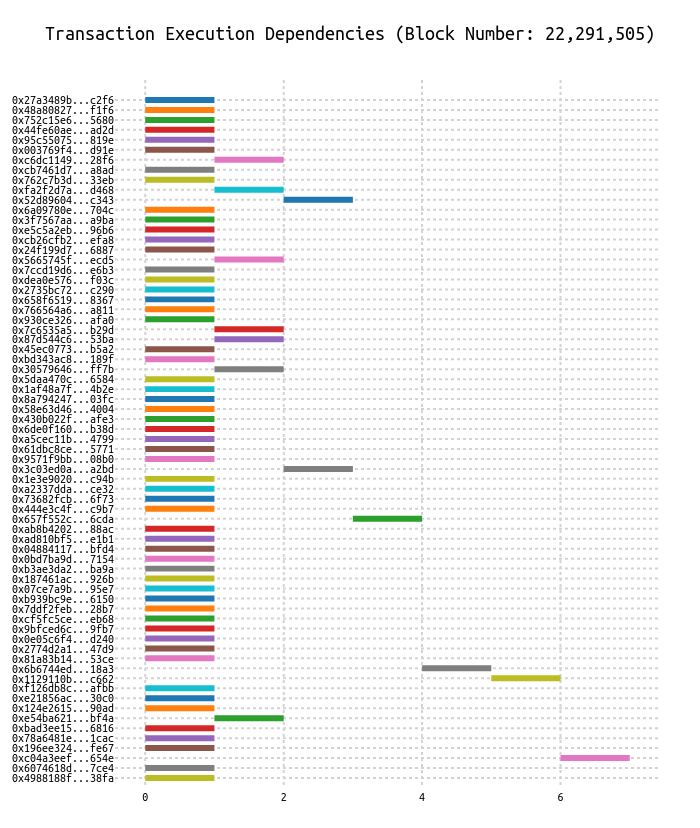 Transaction Execution Dependencies (Block Number: 22,291,505)
0x27a3489b...c2f6
0x48a80827...f1f6
0x752c15e6...5680
0x44fe60ae...ad2d
0x95c55075...819e
0x003769f4...d91e
0xc6dc1149...28f6
0xcb7461d7...a8ad
0x762c7b3d...33eb
0xfa2f2d7a...d468
0x52d89604...c343
0x6a09780e...704c
0x3f7567aa...a9ba
0xe5c5a2eb...96b6
0xcb26cfb2...efa8
0x24f199d7...6887
0x5665745f...ecd5
0x7ccd19d6...e6b3
0xdea0e576...f03c
0x2735bc72...c290
0x658f6519...8367
0x766564a6...a811
0x930ce326...afa0
0x7c6535a5...b29d
0x87d544c6...53ba
0x45ec0773...b5a2
0xbd343ac8...189f
0x30579646...ff7b
0x5daa470c...6584
0x1af48a7f...4b2e
0x8a794247...03fc
0x58e63d46...4004
0x430b022f...afe3
0x6de0f160...b38d
0xa5cec11b...4799
0x61dbc8ce...5771
0x9571f9bb...08b0
0x3c03ed0a...a2bd
0x1e3e9020...c94b
0xa2337dda...ce32
0x73682fcb...6f73
0x444e3c4f...c9b7
0x657f552c...6cda
0xab8b4202...88ac
0xad810bf5...e1b1
0x04884117...bfd4
0x0bd7ba9d...7154
0xb3ae3da2...ba9a
0x187461ac...926b
0x07ce7a9b...95e7
0xb939bc9e...6150
0x7ddf2feb...28b7
0xcf5fc5ce...eb68
0x9bfced6c...9fb7
0x0e05c6f4...d240
0x2774d2a1...47d9
0x81a83b14...53ce
0x6b6744ed...18a3
0x1129110b...c662
0xf126db8c...afbb
0xe21856ac...30c0
0x124e2615...90ad
0xe54ba621...bf4a
0xbad3ee15...6816
0x78a6481e...1cac
0x196ee324...fe67
0xc04a3eef...654e
0x6074618d...7ce4
0x4988188f...38fa
0 2 4 6